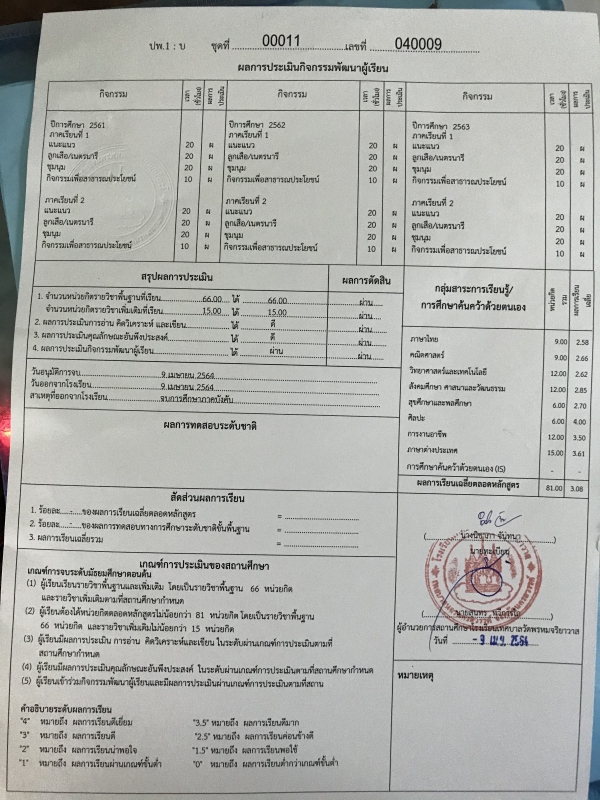 ปพ.1 : บ ชุดที่ 00011 เลขที่ 040009
ผลการประเมินกิจกรรมพัฒนาผู้เรียน
กิจกรรม เวลา (ชั่วโมง) ผลการประเมิน กิจกรรม เวลา (ชั่วโมง) ผลการประเมิน กิจกรรม เวลา (ชั่วโมง) ผลการประเมิน
ปีการศึกษา 2561 ปีการศึกษา 2562 ปีการศึกษา 2563
ภาคเรียนที่ 1 ภาคเรียนที่ 1 ภาคเรียนที่ 1
แนะแนว 20 ผ แนะแนว 20 ผ แนะแนว 20 ผ
ลูกเสือ/เนตรนารี 20 ผ ลูกเสือ/เนตรนารี 20 ผ ลูกเสือ/เนตรนารี 20 ผ
ชุมนุม 20 ผ ชุมนุม 20 ผ ชุมนุม 20 ผ
กิจกรรมเพื่อสาธารณประโยชน์ 10 ผ กิจกรรมเพื่อสาธารณประโยชน์ 10 ผ กิจกรรมเพื่อสาธารณประโยชน์ 10 ผ
ภาคเรียนที่ 2 ภาคเรียนที่ 2 ภาคเรียนที่ 2
แนะแนว 20 ผ แนะแนว 20 ผ แนะแนว 20 ผ
ลูกเสือ/เนตรนารี 20 ผ ลูกเสือ/เนตรนารี 20 ผ ลูกเสือ/เนตรนารี 20 ผ
ชุมนุม 20 ผ ชุมนุม 20 ผ ชุมนุม 20 ผ
กิจกรรมเพื่อสาธารณประโยชน์ 10 ผ กิจกรรมเพื่อสาธารณประโยชน์ 10 ผ กิจกรรมเพื่อสาธารณประโยชน์ 10 ผ
สรุปผลการประเมิน ผลการตัดสิน
1. จำนวนหน่วยกิตรายวิชาพื้นฐานที่เรียน 66.00 ได้ 66.00 ผ่าน
จำนวนหน่วยกิตรายวิชาเพิ่มเติมที่เรียน 15.00 ได้ 15.00 ผ่าน
2. ผลการประเมินการอ่าน คิดวิเคราะห์ และเขียน ได้ ดี ผ่าน
3. ผลการประเมินคุณลักษณะอันพึงประสงค์ ได้ ดี ผ่าน
4. ผลการประเมินกิจกรรมพัฒนาผู้เรียน ได้ ผ่าน ผ่าน
วันอนุมัติการจบ 9 เมษายน 2564
วันออกจากโรงเรียน 9 เมษายน 2564
สาเหตุที่ออกจากโรงเรียน จบการศึกษาภาคบังคับ
ผลการทดสอบระดับชาติ
กลุ่มสาระการเรียนรู้/ หน่วยกิตรวม ผลการเรียนเฉลี่ย
การศึกษาค้นคว้าด้วยตนเอง
ภาษาไทย 9.00 2.58
คณิตศาสตร์ 9.00 2.66
วิทยาศาสตร์และเทคโนโลยี 12.00 2.62
สังคมศึกษา ศาสนาและวัฒนธรรม 12.00 2.85
สุขศึกษาและพลศึกษา 6.00 2.70
ศิลปะ 6.00 4.00
การงานอาชีพ 12.00 3.50
ภาษาต่างประเทศ 15.00 3.61
การศึกษาค้นคว้าด้วยตนเอง (IS) - -
ผลการเรียนเฉลี่ยตลอดหลักสูตร 81.00 3.08
สัดส่วนผลการเรียน
1. ร้อยละ.....-.....ของผลการเรียนเฉลี่ยตลอดหลักสูตร =
2. ร้อยละ.....-.....ของผลการทดสอบทางการศึกษาระดับชาติขั้นพื้นฐาน =
3. ผลการเรียนเฉลี่ยรวม =
เกณฑ์การประเมินของสถานศึกษา
เกณฑ์การจบระดับมัธยมศึกษาตอนต้น
(1) ผู้เรียนเรียนรายวิชาพื้นฐานและเพิ่มเติม โดยเป็นรายวิชาพื้นฐาน 66 หน่วยกิต
และรายวิชาเพิ่มเติมตามที่สถานศึกษากำหนด
(2) ผู้เรียนต้องได้หน่วยกิตตลอดหลักสูตรไม่น้อยกว่า 81 หน่วยกิต โดยเป็นรายวิชาพื้นฐาน
66 หน่วยกิต และรายวิชาเพิ่มเติมไม่น้อยกว่า 15 หน่วยกิต
(3) ผู้เรียนมีผลการประเมิน การอ่าน คิดวิเคราะห์และเขียน ในระดับผ่านเกณฑ์การประเมินตามที่
สถานศึกษากำหนด
(4) ผู้เรียนมีผลการประเมินคุณลักษณะอันพึงประสงค์ ในระดับผ่านเกณฑ์การประเมินตามที่สถานศึกษากำหนด
(5) ผู้เรียนเข้าร่วมกิจกรรมพัฒนาผู้เรียนและมีผลการประเมินผ่านเกณฑ์การประเมินตามที่สถาน
คำอธิบายระดับผลการเรียน
"4" หมายถึง ผลการเรียนดีเยี่ยม "3.5" หมายถึง ผลการเรียนดีมาก
"3" หมายถึง ผลการเรียนดี "2.5" หมายถึง ผลการเรียนค่อนข้างดี
"2" หมายถึง ผลการเรียนน่าพอใจ "1.5" หมายถึง ผลการเรียนพอใช้
"1" หมายถึง ผลการเรียนผ่านเกณฑ์ขั้นต่ำ "0" หมายถึง ผลการเรียนต่ำกว่าเกณฑ์ขั้นต่ำ
นายทะเบียน
ผู้อำนวยการสถานศึกษาโรงเรียนเทศบาลวัดพรหมจริยาวาส
วันที่ - 9 เม.ย. 2564
หมายเหตุ